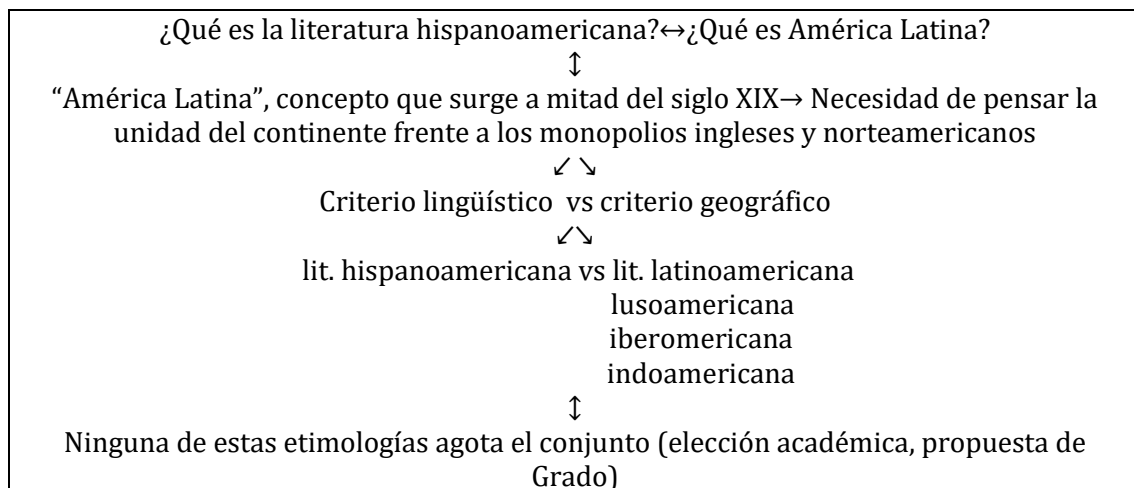 ¿Qué es la literatura hispanoamericana?↔¿Qué es América Latina?
↕
“América Latina”, concepto que surge a mitad del siglo XIX→ Necesidad de pensar la
unidad del continente frente a los monopolios ingleses y norteamericanos
↙ ↘
Criterio lingüístico vs criterio geográfico
↙↘
lit. hispanoamericana vs lit. latinoamericana
lusoamericana
iberomericana
indoamericana
↕
Ninguna de estas etimologías agota el conjunto (elección académica, propuesta de
Grado)